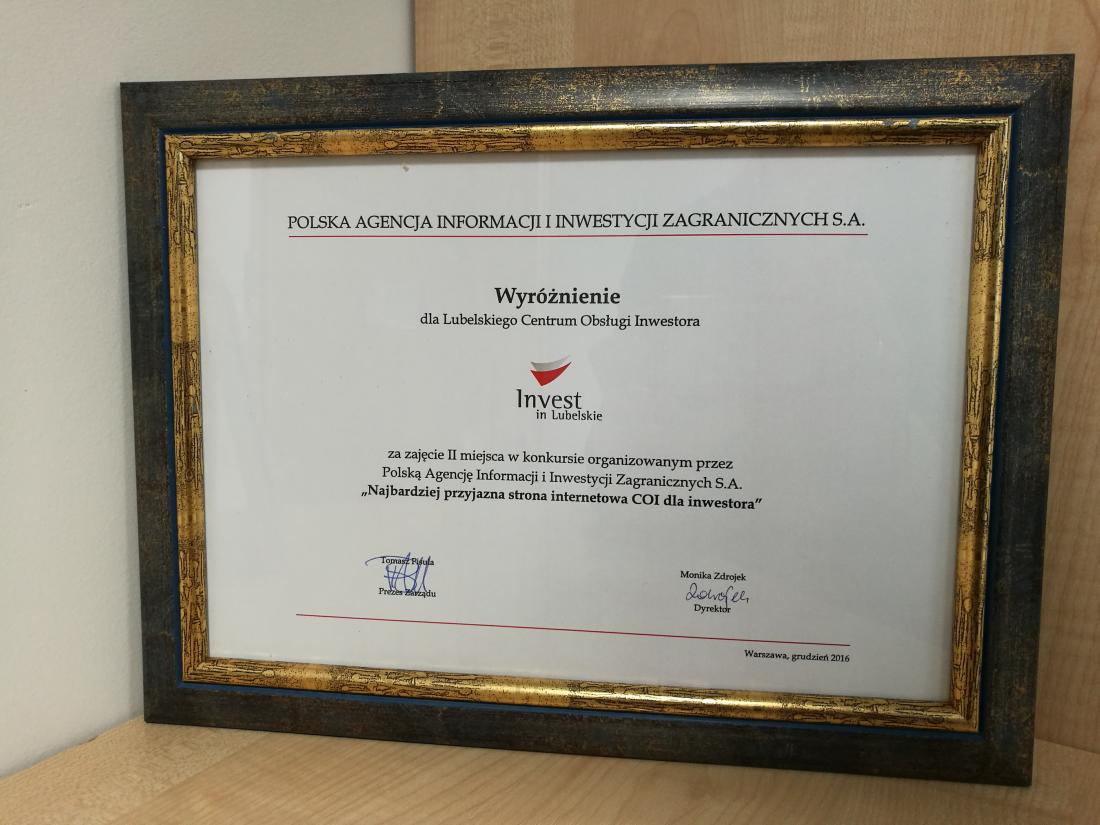 POLSKA AGENCJA INFORMACJI I INWESTYCJI ZAGRANICZNYCH S.A.
Wyróżnienie
dla Lubelskiego Centrum Obsługi Inwestora
Invest
in Lubelskie
za zajęcie II miejsca w konkursie organizowanym przez
Polską Agencję Informacji i Inwestycji Zagranicznych S.A.
„Najbardziej przyjazna strona internetowa COI dla inwestora”
Tomasz Pisula
Prezes Zarządu
Monika Zdrojek
Zdrojek
Dyrektor
Warszawa, grudzień 2016